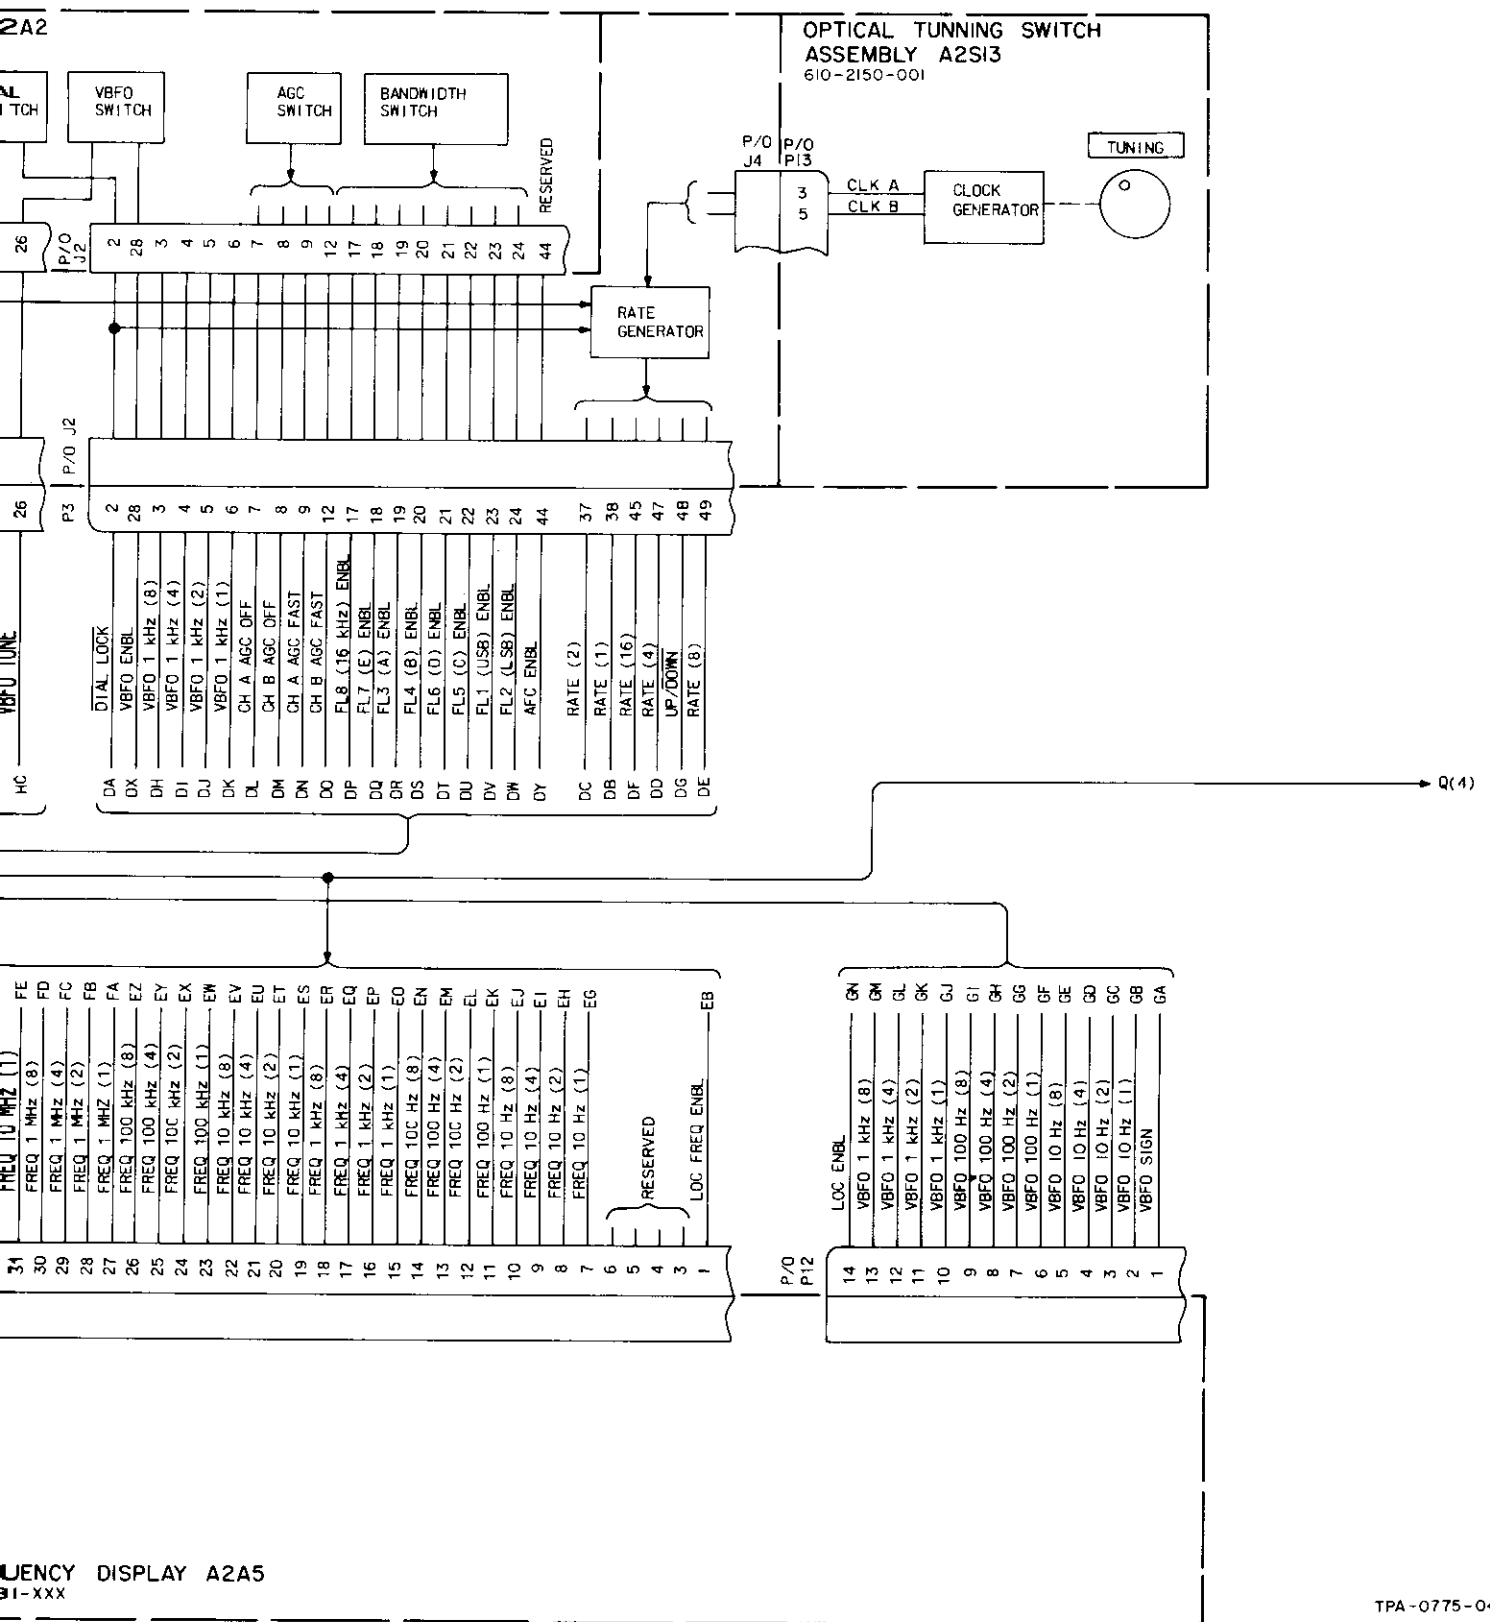 2A2
OPTICAL TUNNING SWITCH
ASSEMBLY A2S13
610-2150-001
AL
ITCH
VBFO
SWITCH
AGC
SWITCH
BANDWIDTH
SWITCH
RESERVED
P/O
J4
P/O
P13
TUNING
3
5
CLK A
CLK B
CLOCK
GENERATOR
26
P/O
J2
2
28
3
4
5
6
7
8
9
12
17
18
19
20
21
22
23
24
44
RATE
GENERATOR
P/O J2
26
P3
2
28
3
4
5
6
7
8
9
12
17
18
19
20
21
22
23
24
44
37
38
45
47
48
49
VBFO TUNE
DIAL LOCK
VBFO ENBL
VBFO 1 kHz (8)
VBFO 1 kHz (4)
VBFO 1 kHz (2)
VBFO 1 kHz (1)
CH A AGC OFF
CH B AGC OFF
CH A AGC FAST
CH B AGC FAST
FL8 (16 kHz) ENBL
FL7 (E) ENBL
FL3 (A) ENBL
FL4 (B) ENBL
FL6 (D) ENBL
FL5 (C) ENBL
FL1 (USB) ENBL
FL2 (LSB) ENBL
AFC ENBL
RATE (2)
RATE (1)
RATE (16)
RATE (4)
UP/DOWN
RATE (8)
HC
DA
DX
DH
DI
DJ
DK
DL
DM
DN
DO
DP
DQ
DR
DS
DT
DU
DV
DW
DY
DC
DB
DF
DD
DG
DE
Q(4)
FE
FD
FC
FB
FA
EZ
EY
EX
EW
EV
EU
ET
ES
ER
EQ
EP
EO
EN
EM
EL
EK
EJ
EI
EH
EG
EB
GN
GM
GL
GK
GJ
GI
GH
GG
GF
GE
GD
GC
GB
GA
FREQ 10 MHZ (1)
FREQ 1 MHz (8)
FREQ 1 MHz (4)
FREQ 1 MHz (2)
FREQ 1 MHZ (1)
FREQ 100 kHz (8)
FREQ 100 kHz (4)
FREQ 100 kHz (2)
FREQ 100 kHz (1)
FREQ 10 kHz (8)
FREQ 10 kHz (4)
FREQ 10 kHz (2)
FREQ 10 kHz (1)
FREQ 1 kHz (8)
FREQ 1 kHz (4)
FREQ 1 kHz (2)
FREQ 1 kHz (1)
FREQ 100 Hz (8)
FREQ 100 Hz (4)
FREQ 100 Hz (2)
FREQ 100 Hz (1)
FREQ 10 Hz (8)
FREQ 10 Hz (4)
FREQ 10 Hz (2)
FREQ 10 Hz (1)
RESERVED
LOC FREQ ENBL
LOC ENBL
VBFO 1 kHz (8)
VBFO 1 kHz (4)
VBFO 1 kHz (2)
VBFO 1 kHz (1)
VBFO 100 Hz (8)
VBFO 100 Hz (4)
VBFO 100 Hz (2)
VBFO 100 Hz (1)
VBFO 10 Hz (8)
VBFO 10 Hz (4)
VBFO 10 Hz (2)
VBFO 10 Hz (1)
VBFO SIGN
31
30
29
28
27
26
25
24
23
22
21
20
19
18
17
16
15
14
13
12
11
10
9
8
7
6
5
4
3
1
P/O
P12
14
13
12
11
10
9
8
7
6
5
4
3
2
1
UENCY DISPLAY A2A5
91-XXX
TPA-0775-04